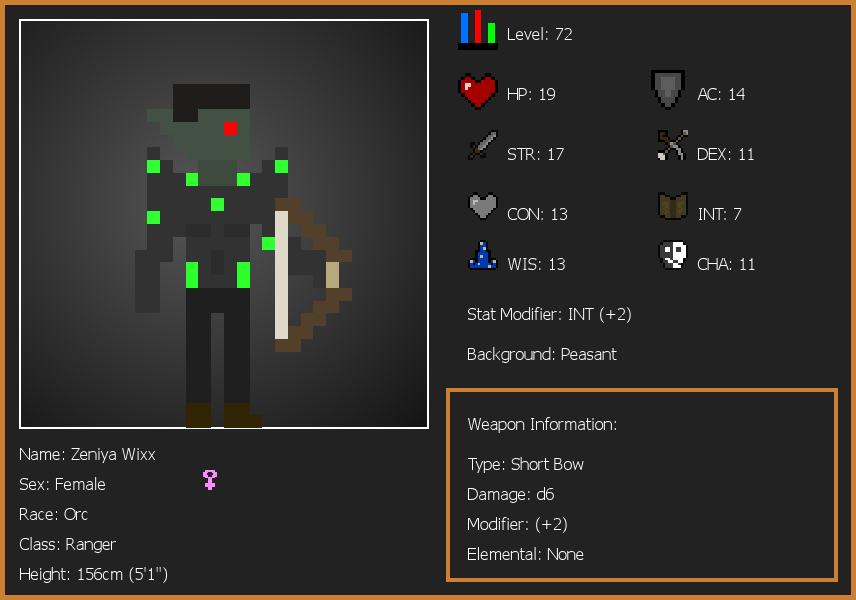 Level: 72
HP: 19
AC: 14
STR: 17
DEX: 11
CON: 13
INT: 7
WIS: 13
CHA: 11
Stat Modifier: INT (+2)
Background: Peasant
Weapon Information:
Type: Short Bow
Damage: d6
Modifier: (+2)
Elemental: None
Name: Zeniya Wixx
Sex: Female
Race: Orc
Class: Ranger
Height: 156cm (5'1")